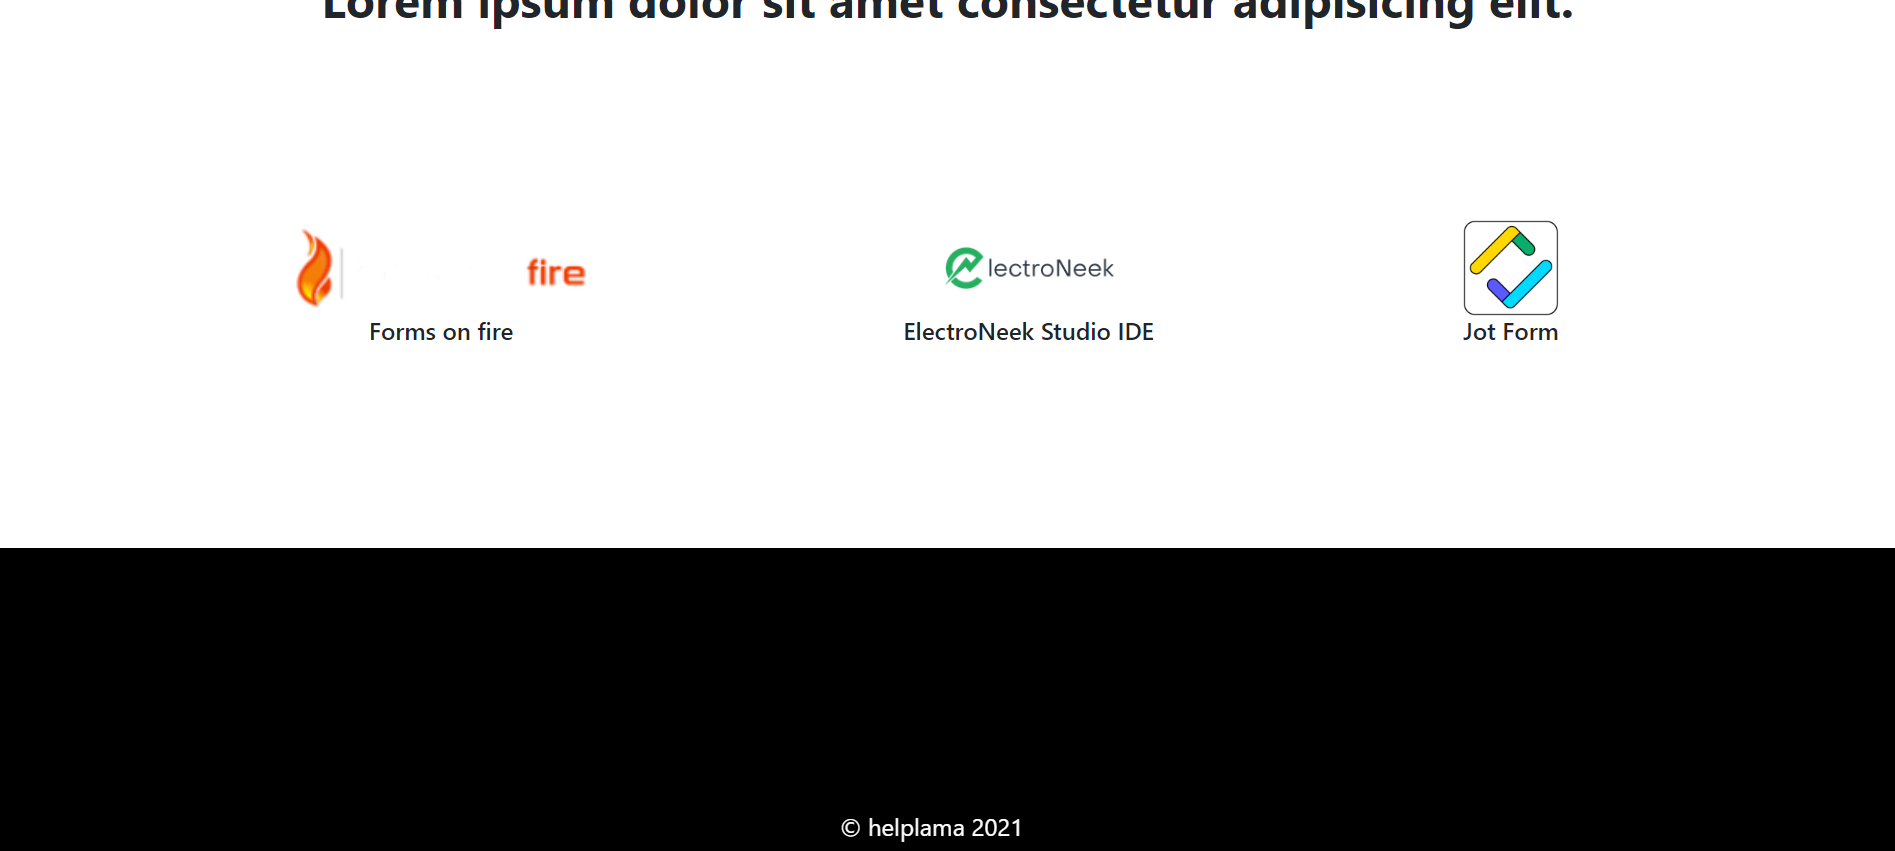 Lorem ipsum dolor sit amet consectetur adipisicing elit.
fire
lectroNeek
Forms on fire
ElectroNeek Studio IDE
Jot Form
© helplama 2021